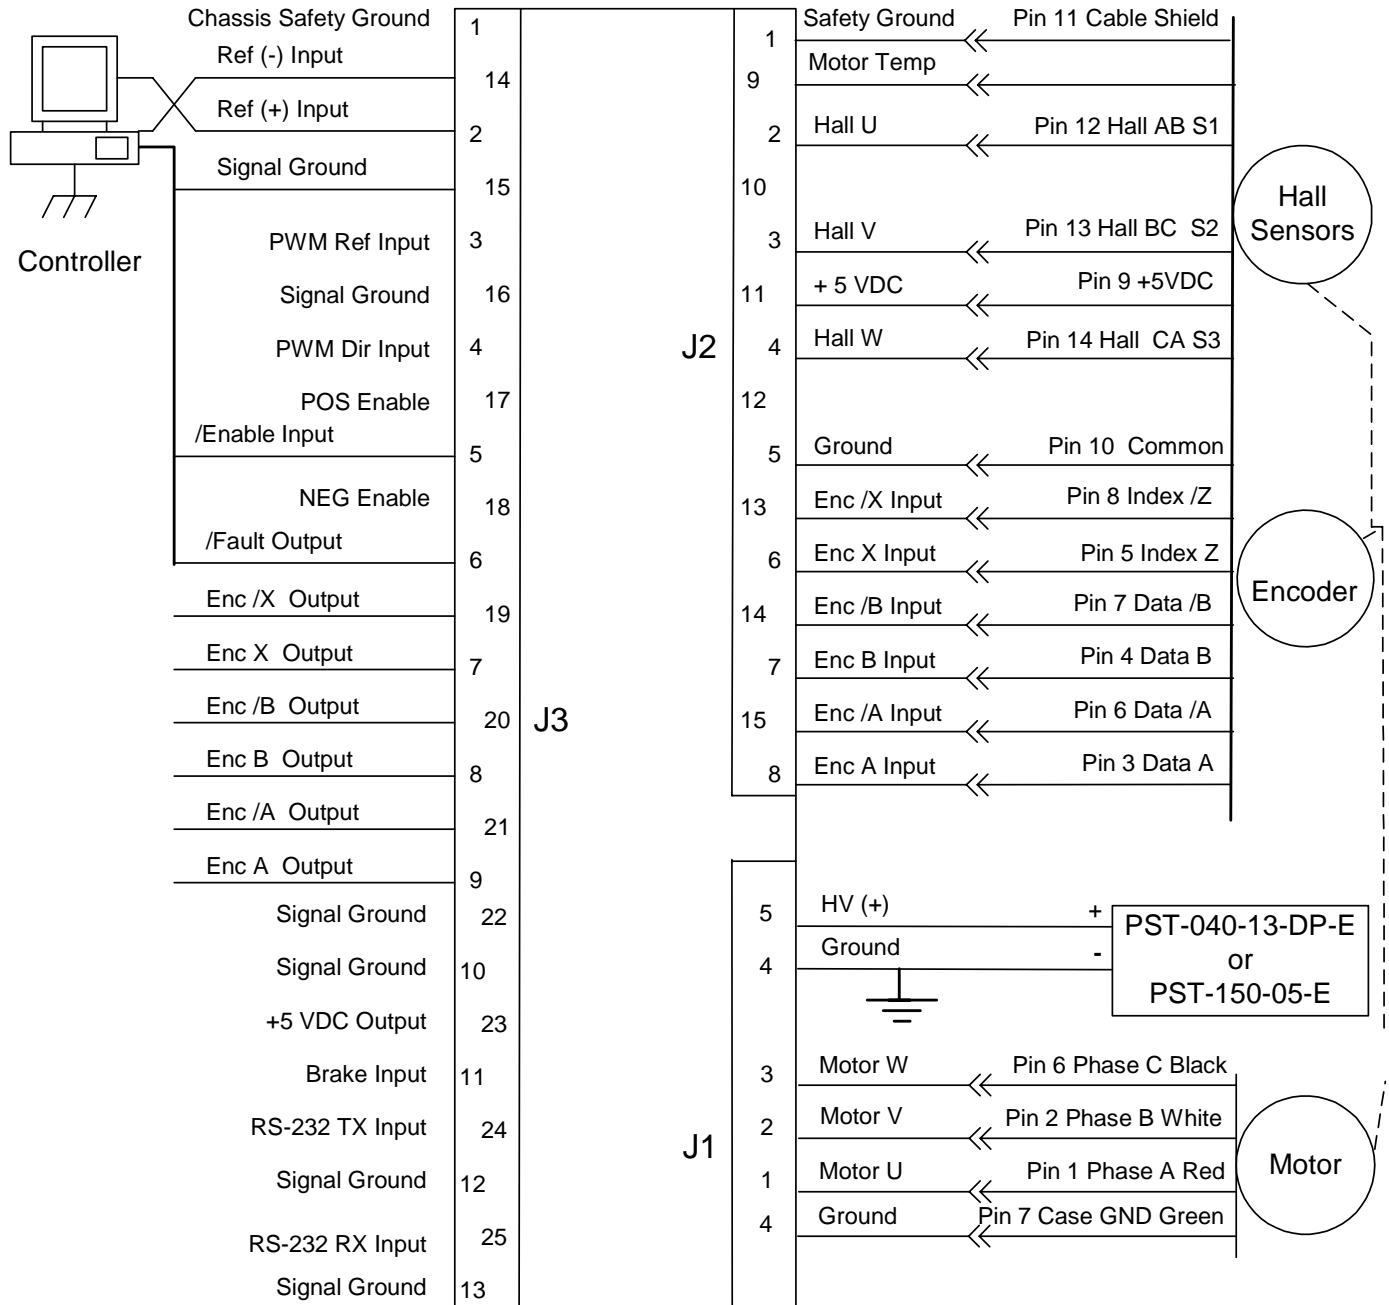 Chassis Safety Ground 1
Ref (-) Input 14
Ref (+) Input 2
Signal Ground 15
Controller
PWM Ref Input 3
Signal Ground 16
PWM Dir Input 4
POS Enable 17
/Enable Input 5
NEG Enable 18
/Fault Output 6
Enc /X Output 19
Enc X Output 7
Enc /B Output 20
J3
Enc B Output 8
Enc /A Output 21
Enc A Output 9
Signal Ground 22
Signal Ground 10
+5 VDC Output 23
Brake Input 11
RS-232 TX Input 24
Signal Ground 12
RS-232 RX Input 25
Signal Ground 13
J2
1 Safety Ground Pin 11 Cable Shield
9 Motor Temp
2 Hall U Pin 12 Hall AB S1
10
3 Hall V Pin 13 Hall BC S2
11 + 5 VDC Pin 9 +5VDC
4 Hall W Pin 14 Hall CA S3
12
5 Ground Pin 10 Common
13 Enc /X Input Pin 8 Index /Z
6 Enc X Input Pin 5 Index Z
14 Enc /B Input Pin 7 Data /B
7 Enc B Input Pin 4 Data B
15 Enc /A Input Pin 6 Data /A
8 Enc A Input Pin 3 Data A
Hall
Sensors
Encoder
J1
5 HV (+) +
4 Ground -
PST-040-13-DP-E
or
PST-150-05-E
3 Motor W Pin 6 Phase C Black
2 Motor V Pin 2 Phase B White
1 Motor U Pin 1 Phase A Red
4 Ground Pin 7 Case GND Green
Motor